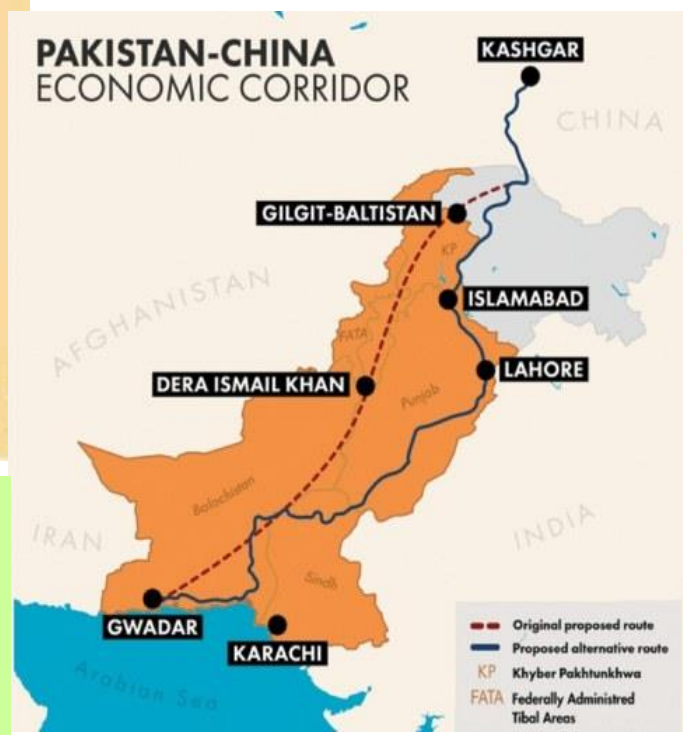 PAKISTAN-CHINA
ECONOMIC CORRIDOR
KASHGAR
CHINA
GILGIT-BALTISTAN
KP
ISLAMABAD
AFGHANISTAN
FATA
LAHORE
DERA ISMAIL KHAN
Punjab
Balochistan
IRAN
INDIA
Sindh
GWADAR
KARACHI
Arabian Sea
Original proposed route
Proposed alternative route
KP Khyber Pakhtunkhwa
FATA Federally Administred
Tibal Areas